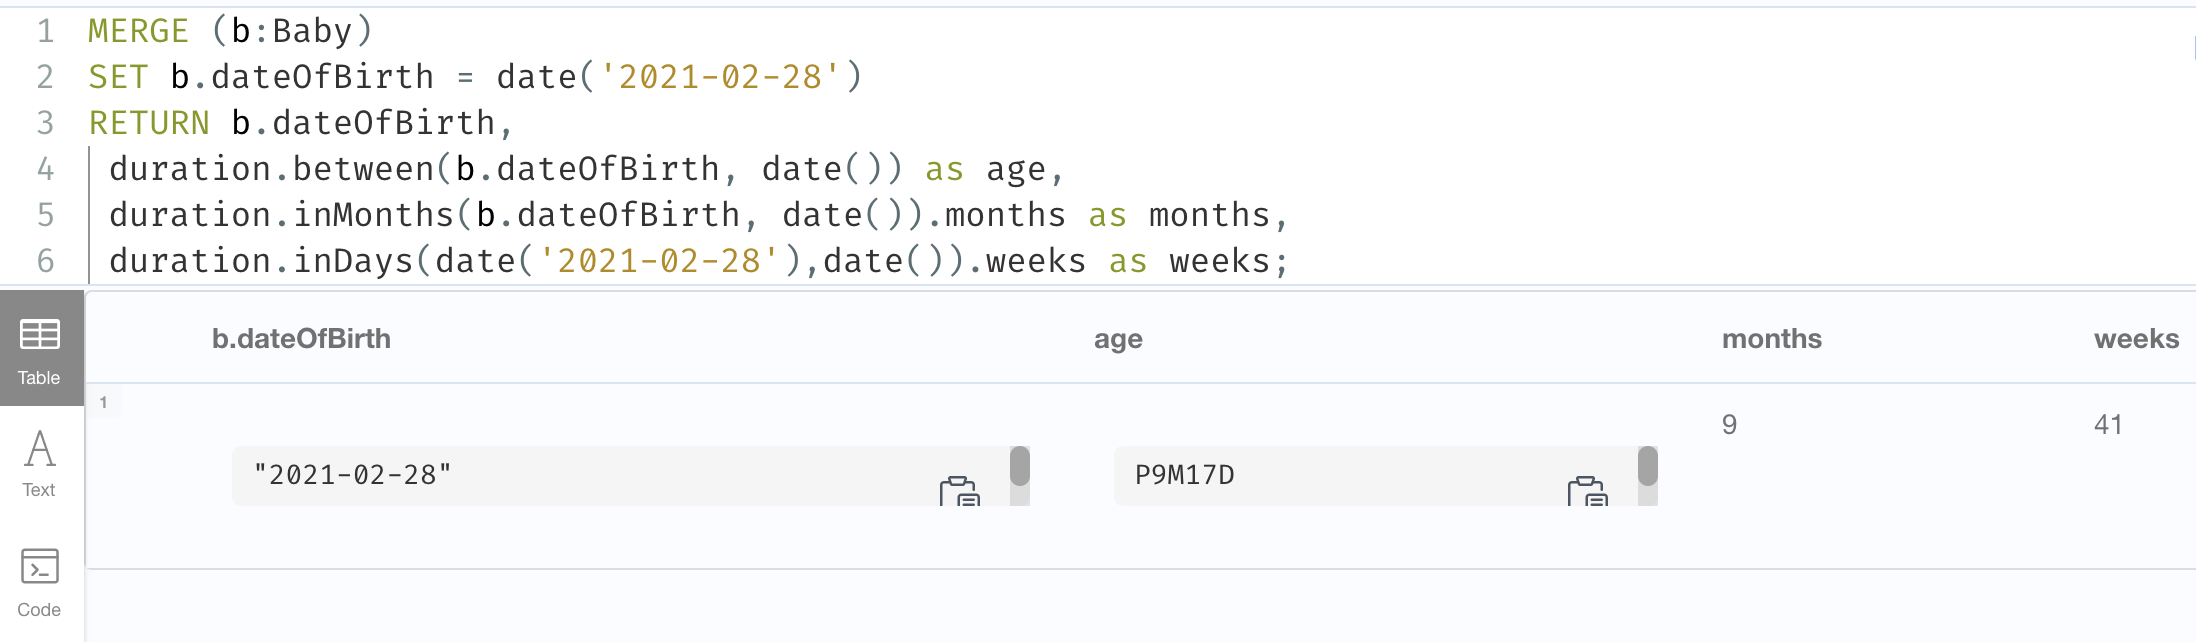 1 MERGE (b:Baby)
2 SET b.dateOfBirth = date('2021-02-28')
3 RETURN b.dateOfBirth,
4 duration.between(b.dateOfBirth, date()) as age,
5 duration.inMonths(b.dateOfBirth, date()).months as months,
6 duration.inDays(date('2021-02-28'),date()).weeks as weeks;
b.dateOfBirth age months weeks
Table
1
9 41
"2021-02-28" P9M17D
Text
Code